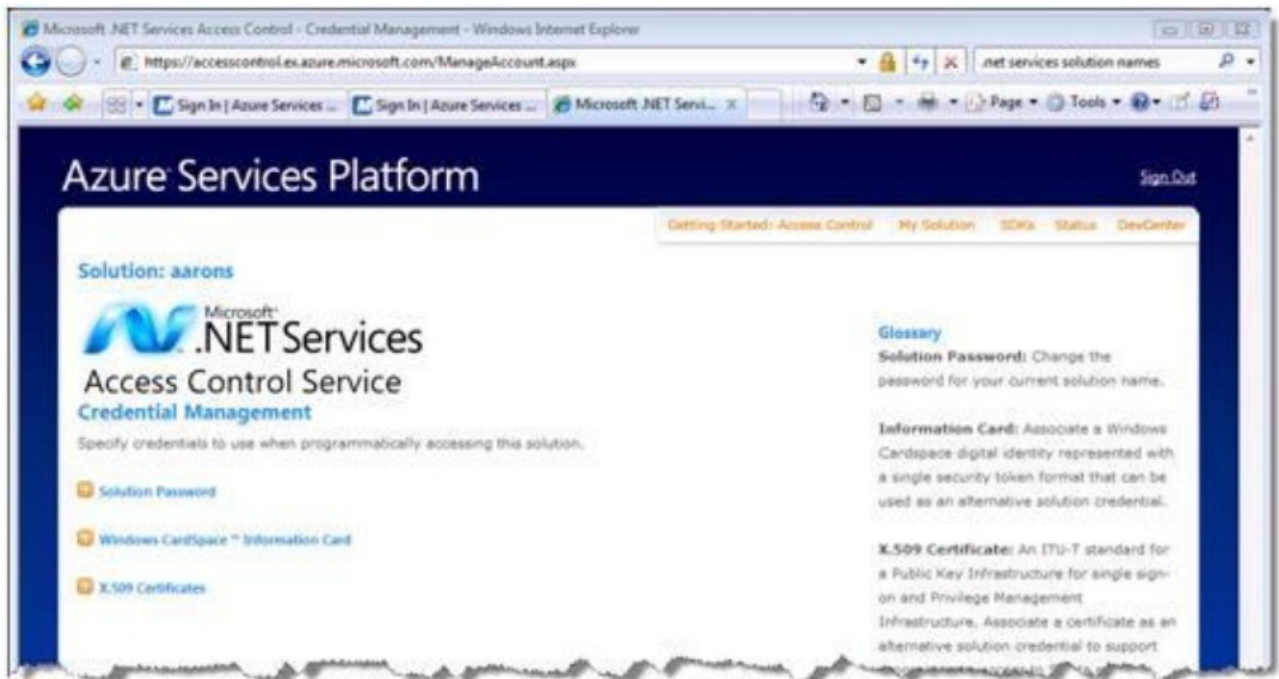 Microsoft .NET Services Access Control - Credential Management - Windows Internet Explorer
https://accesscontrol.ex.azure.microsoft.com/ManageAccount.aspx
.net services solution names
Sign In | Azure Services ...
Sign In | Azure Services ...
Microsoft .NET Servi...
Page
Tools
Azure Services Platform
Sign Out
Getting Started: Access Control
My Solution
SDKs
Status
DevCenter
Solution: aarons
Microsoft
.NET Services
Access Control Service
Credential Management
Specify credentials to use when programmatically accessing this solution.
Solution Password
Windows CardSpace ™ Information Card
X.509 Certificates
Glossary
Solution Password: Change the
password for your current solution name.
Information Card: Associate a Windows
Cardspace digital identity represented with
a single security token format that can be
used as an alternative solution credential.
X.509 Certificate: An ITU-T standard for
a Public Key Infrastructure for single sign-
on and Privilege Management
Infrastructure. Associate a certificate as an
alternative solution credential to support